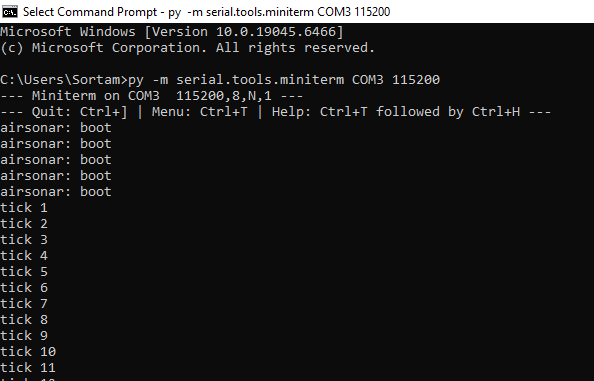 Select Command Prompt - py -m serial.tools.miniterm COM3 115200
Microsoft Windows [Version 10.0.19045.6466]
(c) Microsoft Corporation. All rights reserved.
C:\Users\Sortam>py -m serial.tools.miniterm COM3 115200
--- Miniterm on COM3  115200,8,N,1 ---
--- Quit: Ctrl+] | Menu: Ctrl+T | Help: Ctrl+T followed by Ctrl+H ---
airsonar: boot
airsonar: boot
airsonar: boot
airsonar: boot
airsonar: boot
tick 1
tick 2
tick 3
tick 4
tick 5
tick 6
tick 7
tick 8
tick 9
tick 10
tick 11